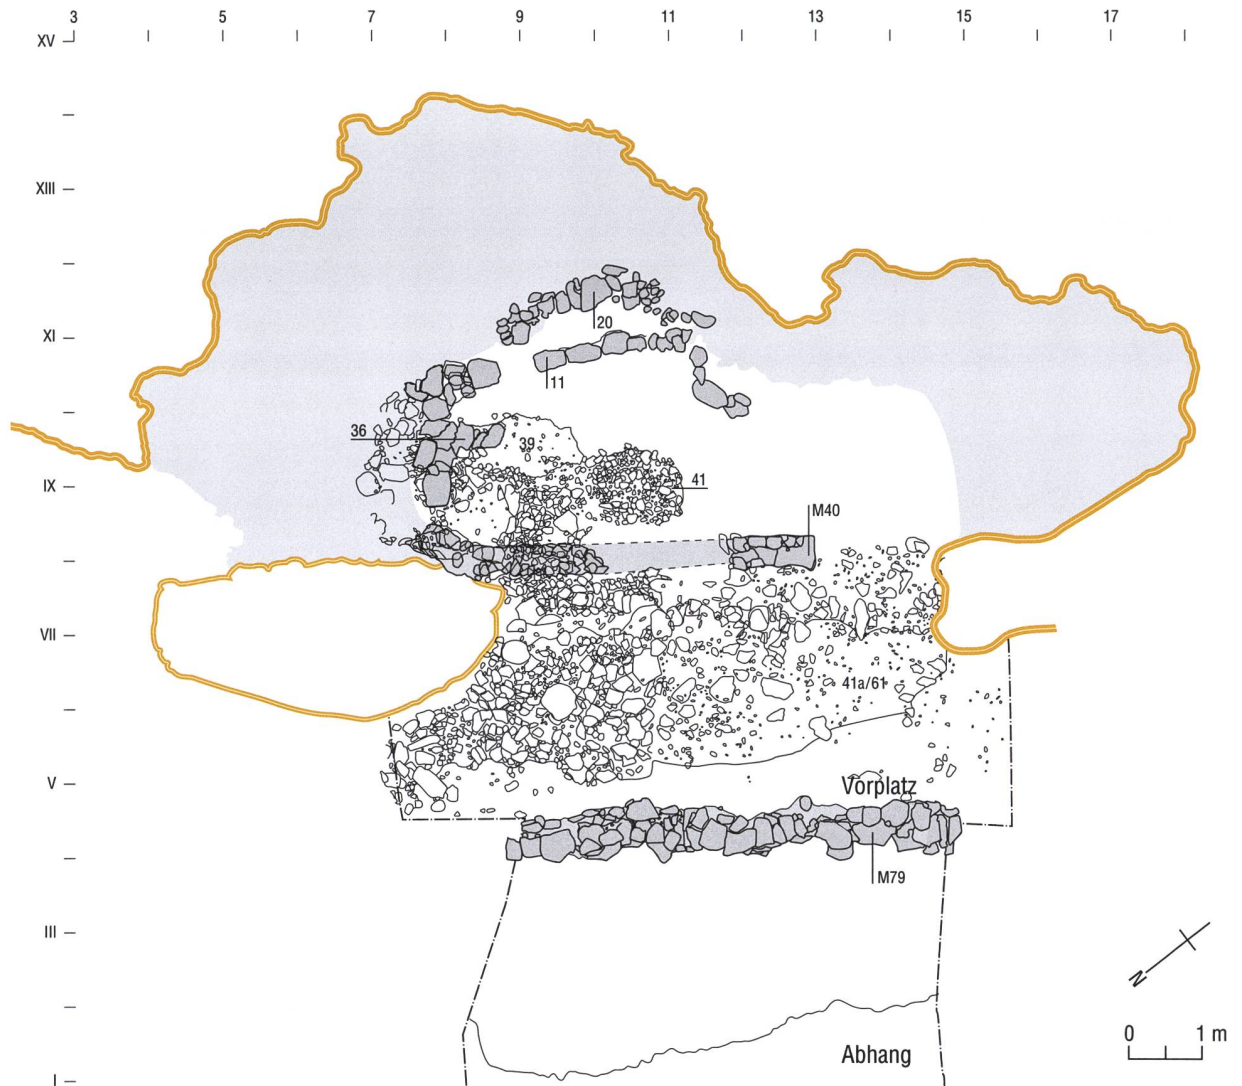 3 5 7 9 11 13 15 17
XV
XIII
XI
20
11
36
39
41
IX
M40
VII
41a/61
V
Vorplatz
M79
III
N
0 1 m
Abhang
I